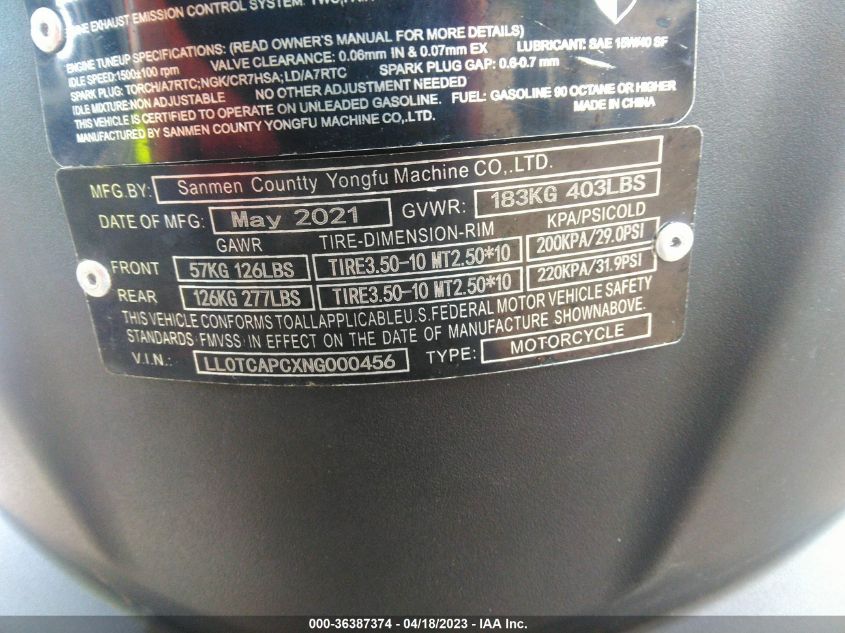 EXHAUST EMISSION CONTROL SYSTEM:
ENGINE TUNEUP SPECIFICATIONS: (READ OWNER'S MANUAL FOR MORE DETAILS)
IDLE SPEED:1500±100 rpm VALVE CLEARANCE: 0.06mm IN & 0.07mm EX LUBRICANT: SAE 15W/40 SF
SPARK PLUG: TORCH/A7RTC;NGK/CR7HSA;LD/A7RTC SPARK PLUG GAP: 0.6-0.7 mm
IDLE MIXTURE:NON ADJUSTABLE NO OTHER ADJUSTMENT NEEDED
THIS VEHICLE IS CERTIFIED TO OPERATE ON UNLEADED GASOLINE. FUEL: GASOLINE 90 OCTANE OR HIGHER
MANUFACTURED BY SANMEN COUNTY YONGFU MACHINE CO,.LTD. MADE IN CHINA
MFG.BY: Sanmen Countty Yongfu Machine CO,.LTD.
DATE OF MFG: May 2021 GVWR: 183KG 403LBS
GAWR TIRE-DIMENSION-RIM KPA/PSICOLD
FRONT 57KG 126LBS TIRE3.50-10 MT2.50*10 200KPA/29.0PSI
REAR 126KG 277LBS TIRE3.50-10 MT2.50*10 220KPA/31.9PSI
THIS VEHICLE CONFORMS TOALLAPPLICABLEU.S.FEDERAL MOTOR VEHICLE SAFETY
STANDARDS FMVSS IN EFFECT ON THE DATE OF MANUFACTURE SHOWNABOVE.
V.I.N.: LL0TCAPCXNG000456 TYPE: MOTORCYCLE
000-36387374 - 04/18/2023 - IAA Inc.